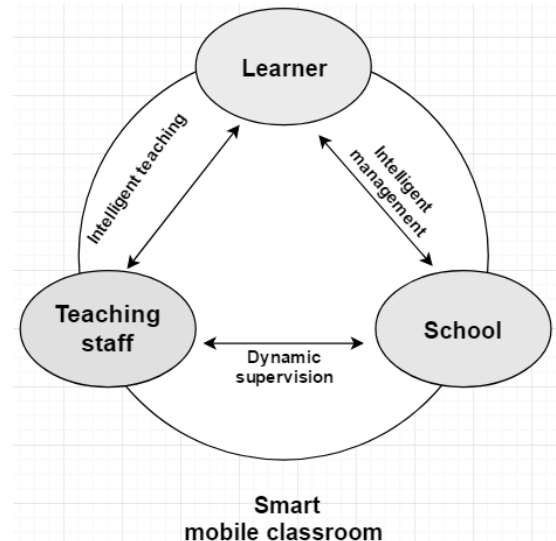 Learner
Intelligent teaching
Intelligent
management
Teaching
staff
School
Dynamic
supervision
Smart
mobile classroom